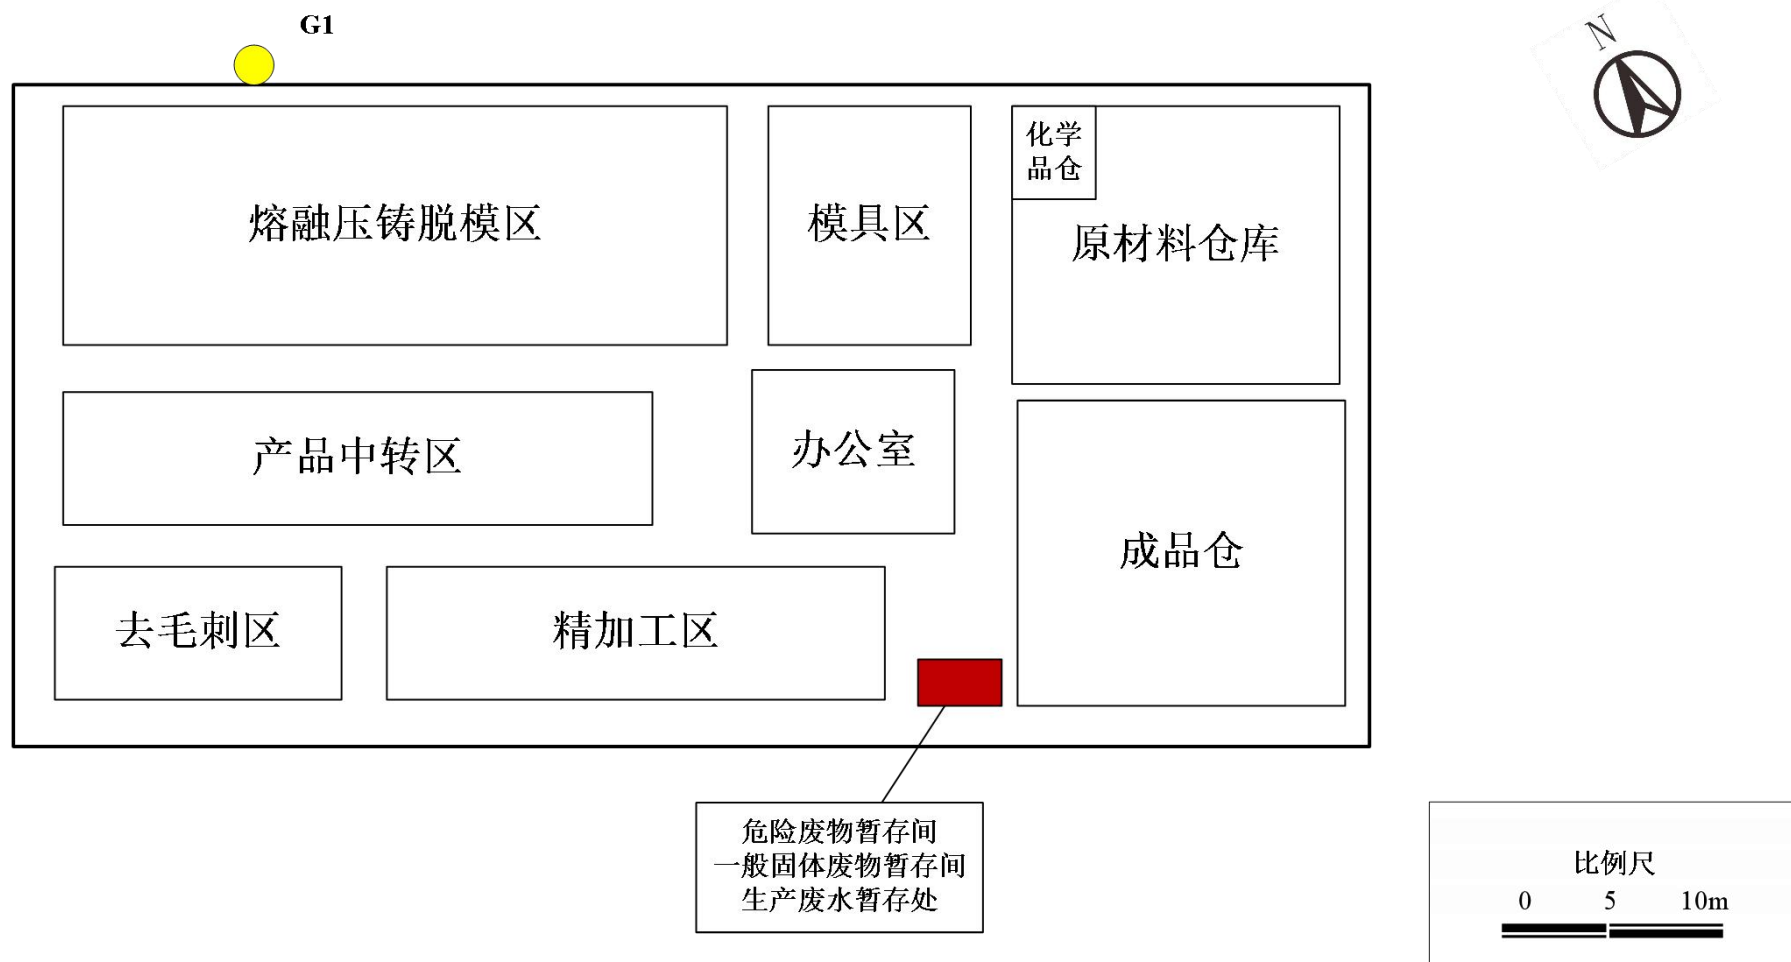 G1
N
熔融压铸脱模区
模具区
化学
品仓
原材料仓库
产品中转区
办公室
成品仓
去毛刺区
精加工区
危险废物暂存间
一般固体废物暂存间
生产废水暂存处
比例尺
0 5 10m